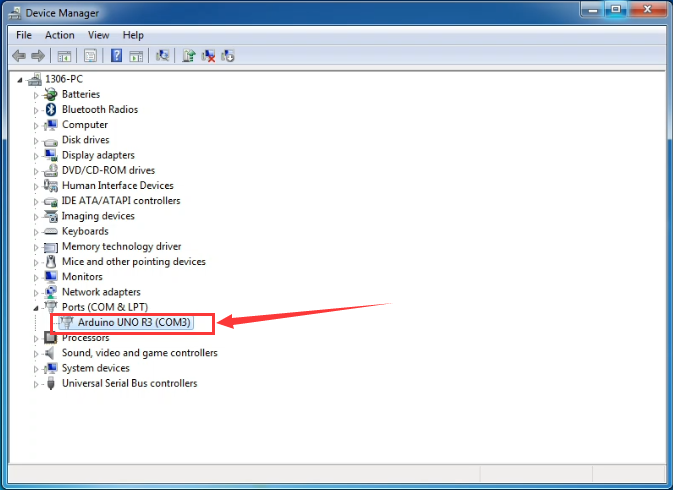 Device Manager
File Action View Help
1306-PC
Batteries
Bluetooth Radios
Computer
Disk drives
Display adapters
DVD/CD-ROM drives
Human Interface Devices
IDE ATA/ATAPI controllers
Imaging devices
Keyboards
Memory technology driver
Mice and other pointing devices
Monitors
Network adapters
Ports (COM & LPT)
Arduino UNO R3 (COM3)
Processors
Sound, video and game controllers
System devices
Universal Serial Bus controllers